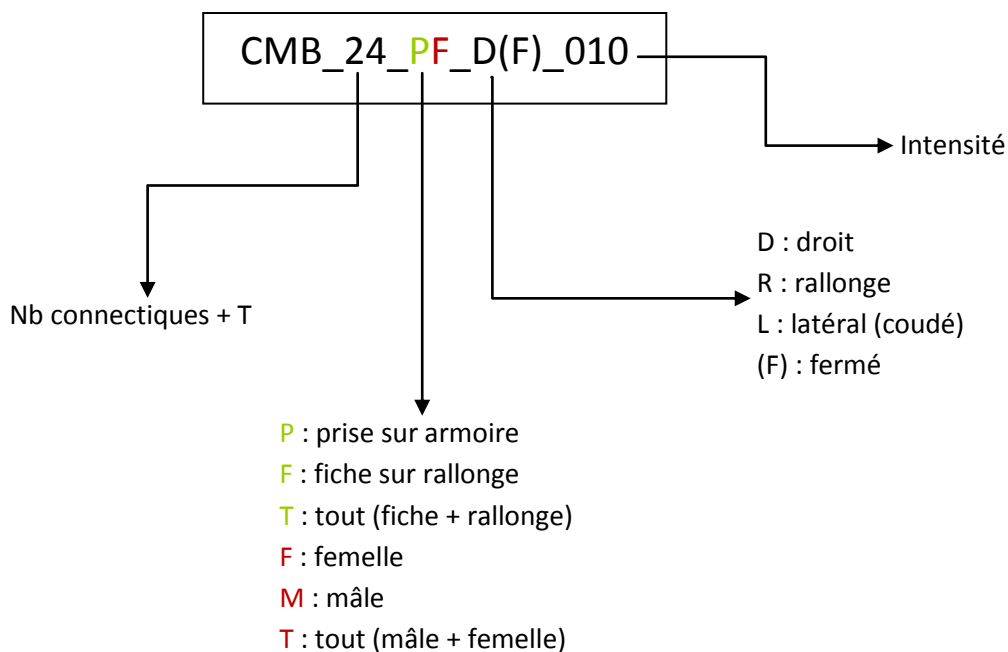 CMB_24_PF_D(F)_010
Intensité
D : droit
R : rallonge
L : latéral (coudé)
(F) : fermé
Nb connectiques + T
P : prise sur armoire
F : fiche sur rallonge
T : tout (fiche + rallonge)
F : femelle
M : mâle
T : tout (mâle + femelle)